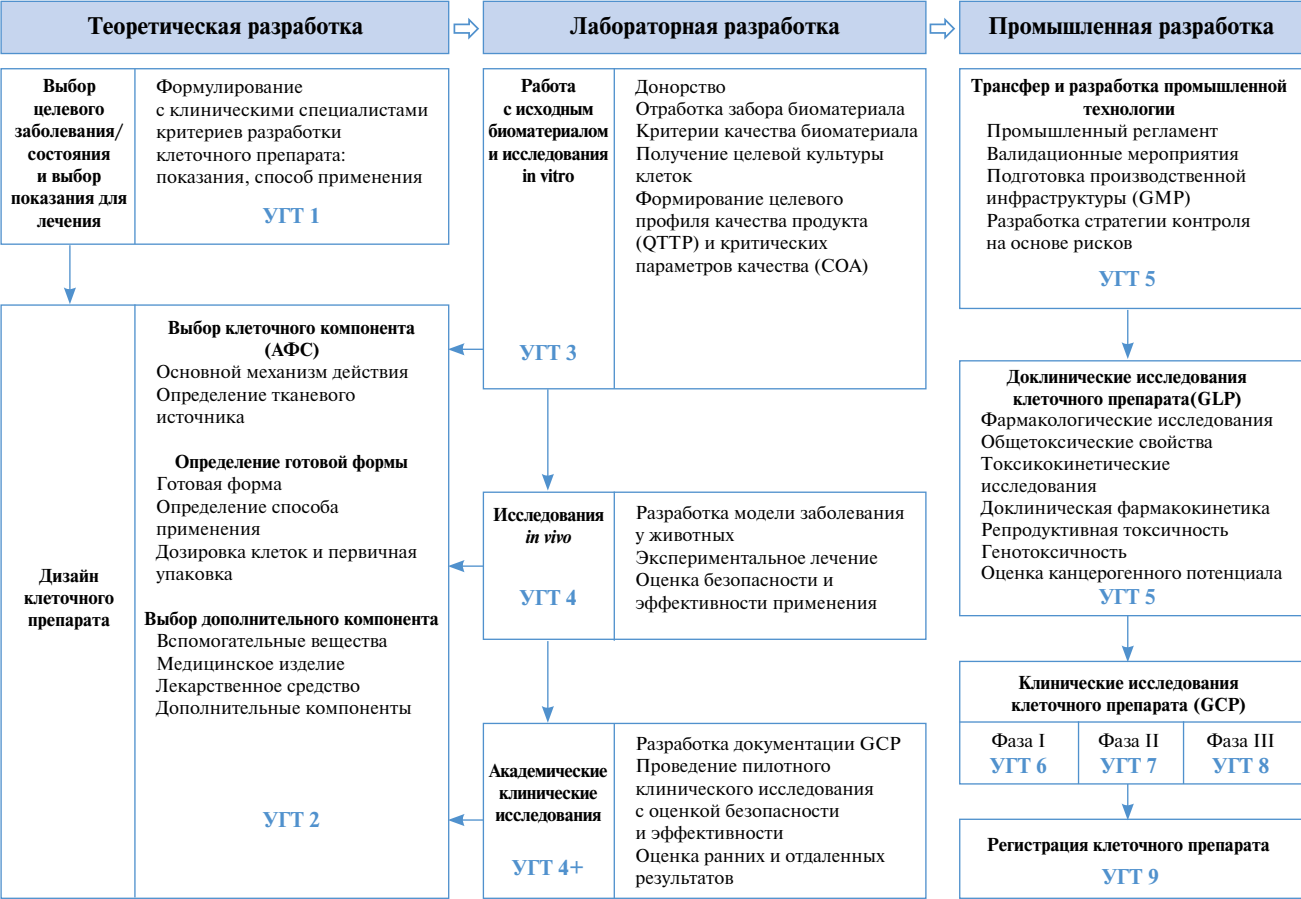 Теоретическая разработка
Лабораторная разработка
Промышленная разработка
Выбор
целевого
заболевания/
состояния
и выбор
показания для
лечения
Формулирование
с клиническими специалистами
критериев разработки
клеточного препарата:
показания, способ применения
УГТ 1
Дизайн
клеточного
препарата
Выбор клеточного компонента
(АФС)
Основной механизм действия
Определение тканевого
источника
Определение готовой формы
Готовая форма
Определение способа
применения
Дозировка клеток и первичная
упаковка
Выбор дополнительного компонента
Вспомогательные вещества
Медицинское изделие
Лекарственное средство
Дополнительные компоненты
УГТ 2
Работа
с исходным
биоматериалом
и исследования
in vitro
УГТ 3
Донорство
Отработка забора биоматериала
Критерии качества биоматериала
Получение целевой культуры
клеток
Формирование целевого
профиля качества продукта
(QTTP) и критических
параметров качества (COA)
Исследования
in vivo
УГТ 4
Разработка модели заболевания
у животных
Экспериментальное лечение
Оценка безопасности и
эффективности применения
Академические
клинические
исследования
УГТ 4+
Разработка документации GCP
Проведение пилотного
клинического исследования
с оценкой безопасности
и эффективности
Оценка ранних и отдаленных
результатов
Трансфер и разработка промышленной
технологии
Промышленный регламент
Валидационные мероприятия
Подготовка производственной
инфраструктуры (GMP)
Разработка стратегии контроля
на основе рисков
УГТ 5
Доклинические исследования
клеточного препарата(GLP)
Фармакологические исследования
Общетоксические свойства
Токсикокинетические
исследования
Доклиническая фармакокинетика
Репродуктивная токсичность
Генотоксичность
Оценка канцерогенного потенциала
УГТ 5
Клинические исследования
клеточного препарата (GCP)
Фаза I
УГТ 6
Фаза II
УГТ 7
Фаза III
УГТ 8
Регистрация клеточного препарата
УГТ 9